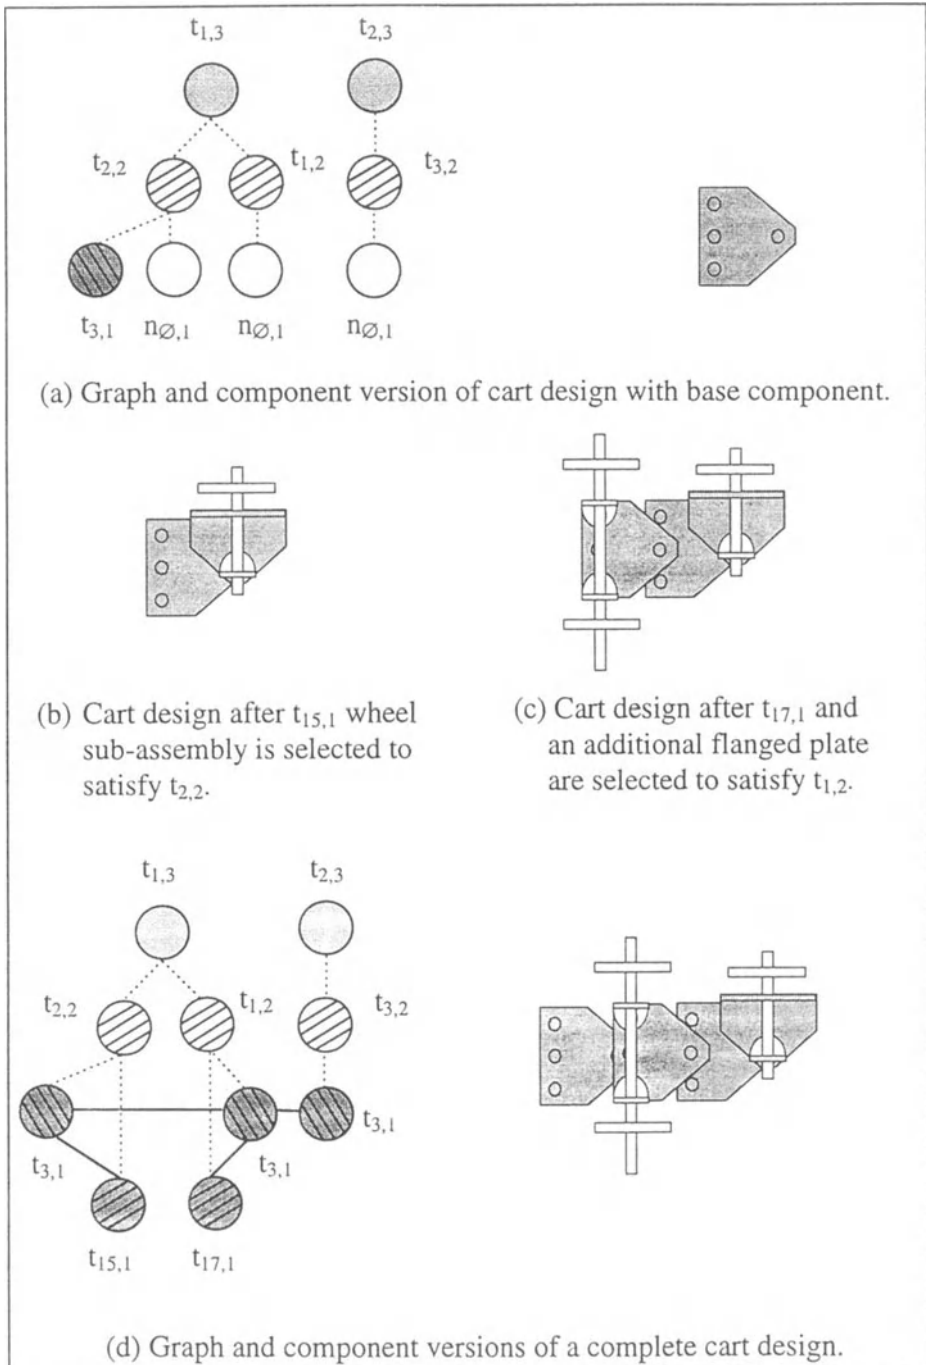 t1,3 t2,3
t2,2 t1,2 t3,2
t3,1 n∅,1 n∅,1 n∅,1
(a) Graph and component version of cart design with base component.
(b) Cart design after t15,1 wheel
sub-assembly is selected to
satisfy t2,2.
(c) Cart design after t17,1 and
an additional flanged plate
are selected to satisfy t1,2.
t1,3 t2,3
t2,2 t1,2 t3,2
t3,1 t3,1 t3,1
t15,1 t17,1
(d) Graph and component versions of a complete cart design.